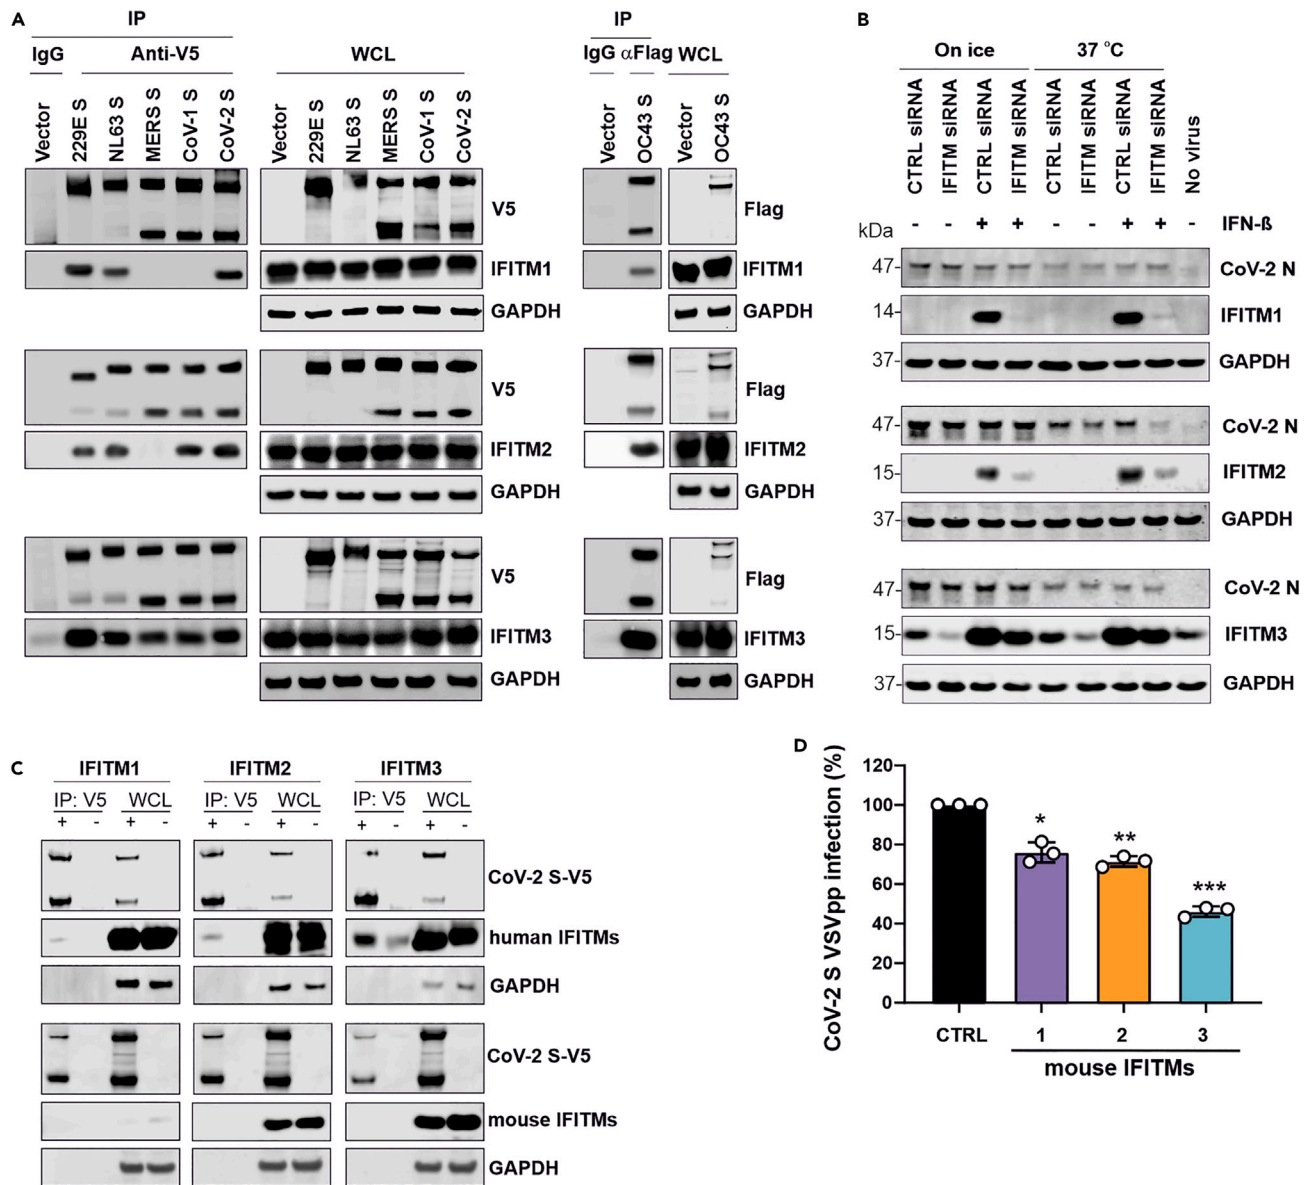 A
IP
IgG Anti-V5
WCL
Vector
229E S
NL63 S
MERS S
CoV-1 S
CoV-2 S
Vector
229E S
NL63 S
MERS S
CoV-1 S
CoV-2 S
V5
IFITM1
GAPDH
V5
IFITM2
GAPDH
V5
IFITM3
GAPDH
IP
IgG αFlag WCL
Vector
OC43 S
Vector
OC43 S
Flag
IFITM1
GAPDH
Flag
IFITM2
GAPDH
Flag
IFITM3
GAPDH
B
On ice 37 °C
CTRL siRNA
IFITM siRNA
CTRL siRNA
IFITM siRNA
CTRL siRNA
IFITM siRNA
CTRL siRNA
IFITM siRNA
No virus
- - + + - - + + - IFN-ß
kDa
47- CoV-2 N
14- IFITM1
37- GAPDH
47- CoV-2 N
15- IFITM2
37- GAPDH
47- CoV-2 N
15- IFITM3
37- GAPDH
C
IFITM1 IFITM2 IFITM3
IP: V5 WCL IP: V5 WCL IP: V5 WCL
+ - + - + - + - + - + -
CoV-2 S-V5
human IFITMs
GAPDH
CoV-2 S-V5
mouse IFITMs
GAPDH
D
CoV-2 S VSVpp infection (%)
120
100
80
60
40
20
0
*
**
***
CTRL 1 2 3
mouse IFITMs